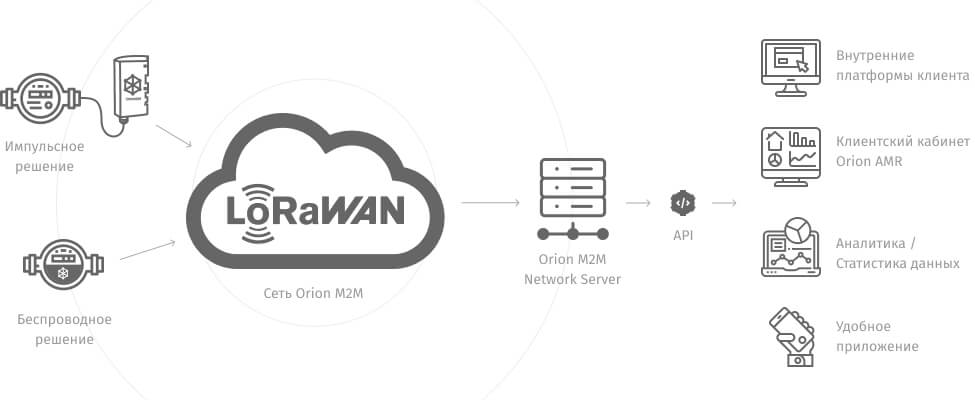 Импульсное
решение
Беспроводное
решение
LoRaWAN
Сеть Orion M2M
Orion M2M
Network Server
</>
API
Внутренние
платформы клиента
Клиентский кабинет
Orion AMR
Аналитика /
Статистика данных
Удобное
приложение